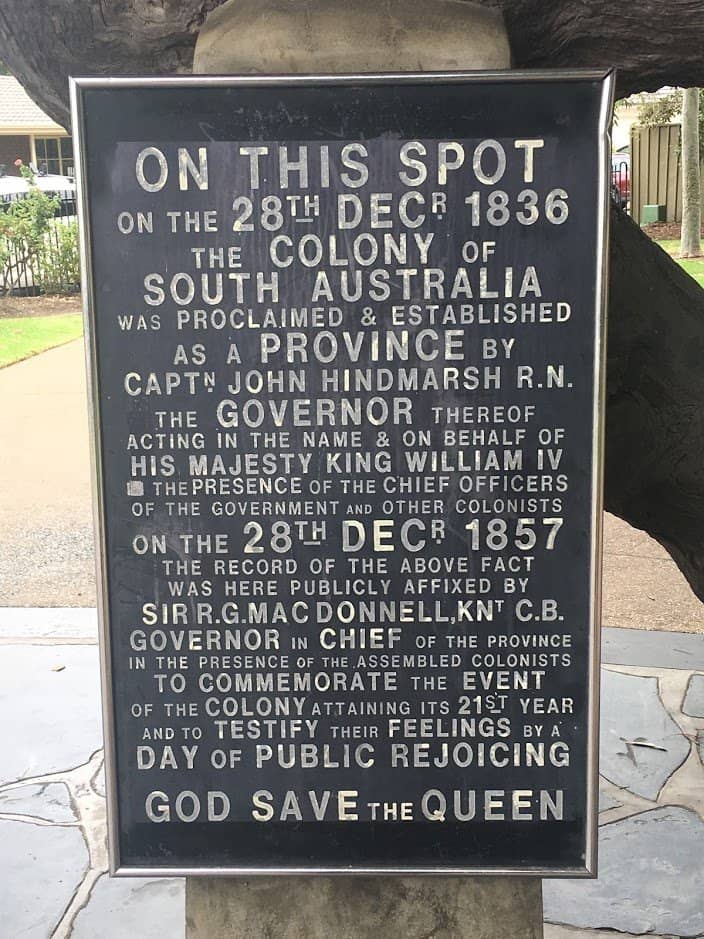 ON THIS SPOT
ON THE 28TH DECR 1836
THE COLONY OF
SOUTH AUSTRALIA
WAS PROCLAIMED & ESTABLISHED
AS A PROVINCE BY
CAPTN JOHN HINDMARSH R.N.
THE GOVERNOR THEREOF
ACTING IN THE NAME & ON BEHALF OF
HIS MAJESTY KING WILLIAM IV
THE PRESENCE OF THE CHIEF OFFICERS
OF THE GOVERNMENT AND OTHER COLONISTS
ON THE 28TH DECR 1857
THE RECORD OF THE ABOVE FACT
WAS HERE PUBLICLY AFFIXED BY
SIR R.G.MAC DONNELL,KNT C.B.
GOVERNOR IN CHIEF OF THE PROVINCE
IN THE PRESENCE OF THE ASSEMBLED COLONISTS
TO COMMEMORATE THE EVENT
OF THE COLONY ATTAINING ITS 21ST YEAR
AND TO TESTIFY THEIR FEELINGS BY A
DAY OF PUBLIC REJOICING
GOD SAVE THE QUEEN